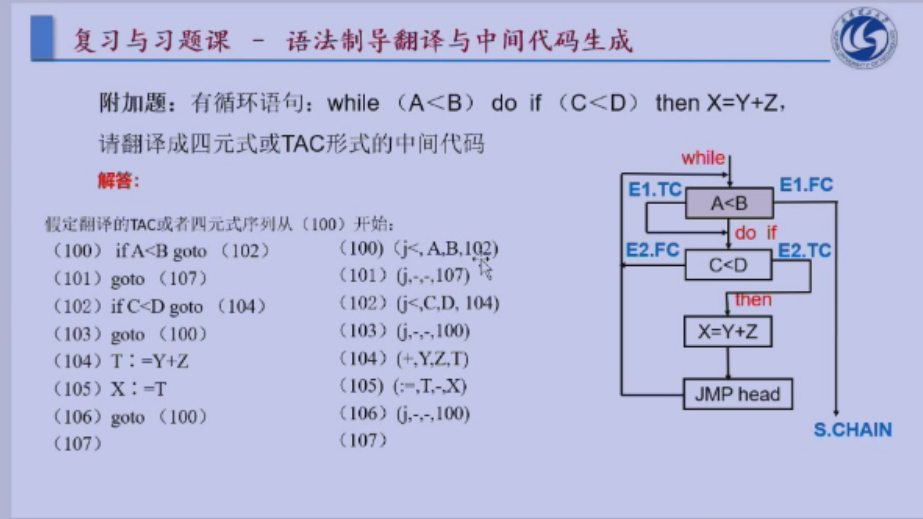 复习与习题课 - 语法制导翻译与中间代码生成
附加题：有循环语句：while （A＜B） do if （C＜D） then X=Y+Z，
请翻译成四元式或TAC形式的中间代码
解答：
假定翻译的TAC或者四元式序列从（100）开始：
（100） if A<B goto （102）
（101） goto （107）
（102） if C<D goto （104）
（103） goto （100）
（104） T：=Y+Z
（105） X：=T
（106） goto （100）
（107）
（100） (j<, A,B,102)
（101） (j,-,-,107)
（102） (j<,C,D, 104)
（103） (j,-,-,100)
（104） (+,Y,Z,T)
（105） (:=,T,-,X)
（106） (j,-,-,100)
（107）
while
E1.TC
E1.FC
A<B
do if
E2.FC
E2.TC
C<D
then
X=Y+Z
JMP head
S.CHAIN